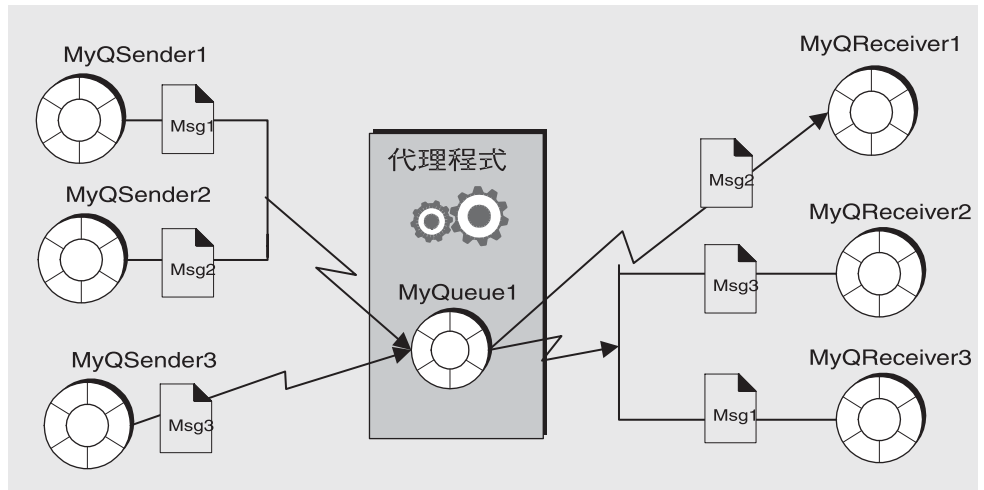 MyQSender1
Msg1
MyQSender2
Msg2
MyQSender3
Msg3
代理程式
MyQueue1
MyQReceiver1
Msg2
MyQReceiver2
Msg3
MyQReceiver3
Msg1